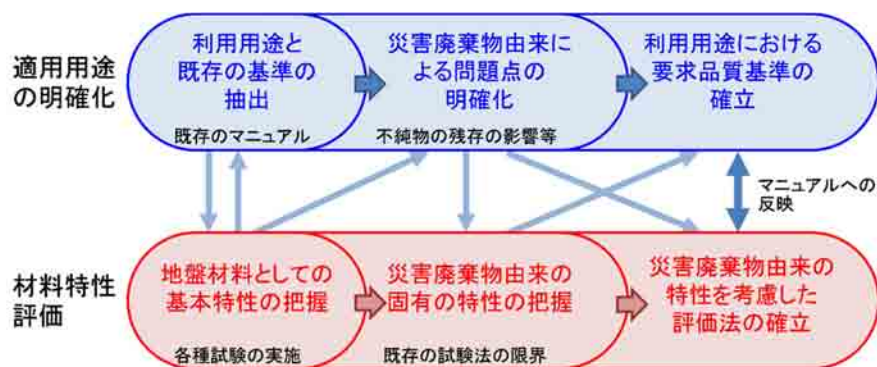 適用用途
の明確化
利用用途と
既存の基準の
抽出
既存のマニュアル
災害廃棄物由来に
よる問題点の
明確化
不純物の残存の影響等
利用用途における
要求品質基準の
確立
マニュアルへの
反映
材料特性
評価
地盤材料としての
基本特性の把握
各種試験の実施
災害廃棄物由来の
固有の特性の把握
既存の試験法の限界
災害廃棄物由来の
特性を考慮した
評価法の確立